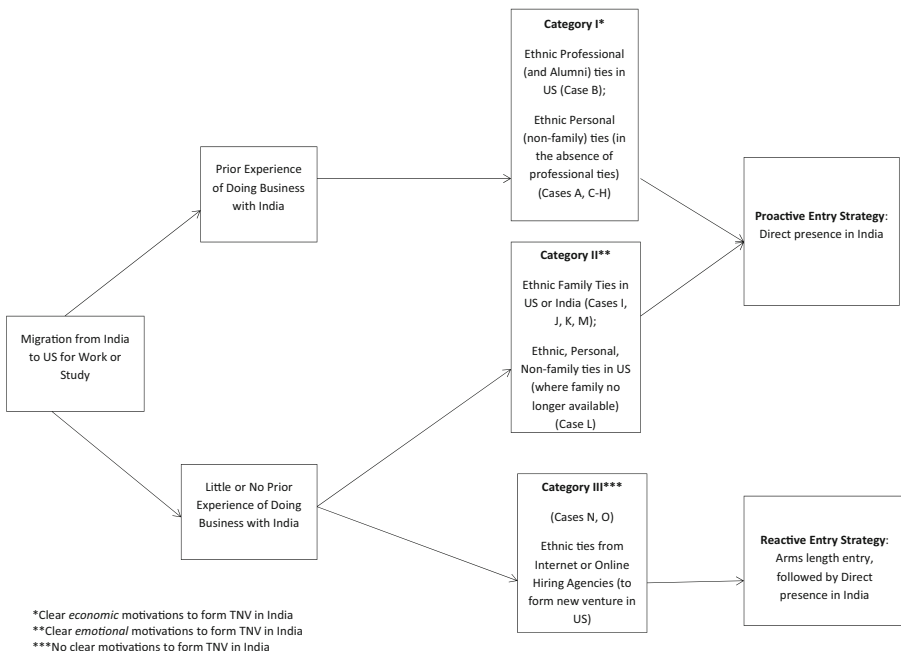 Category I*
Ethnic Professional
(and Alumni) ties in
US (Case B);
Ethnic Personal
(non-family) ties (in
the absence of
professional ties)
(Cases A, C-H)
Prior Experience
of Doing Business
with India
Proactive Entry Strategy:
Direct presence in India
Category II**
Ethnic Family Ties in
US or India (Cases I,
J, K, M);
Ethnic, Personal,
Non-family ties in US
(where family no
longer available)
(Case L)
Migration from India
to US for Work or
Study
Little or No Prior
Experience of Doing
Business with India
Category III***
(Cases N, O)
Ethnic ties from
Internet or Online
Hiring Agencies (to
form new venture in
US)
Reactive Entry Strategy:
Arms length entry,
followed by Direct
presence in India
*Clear economic motivations to form TNV in India
**Clear emotional motivations to form TNV in India
***No clear motivations to form TNV in India